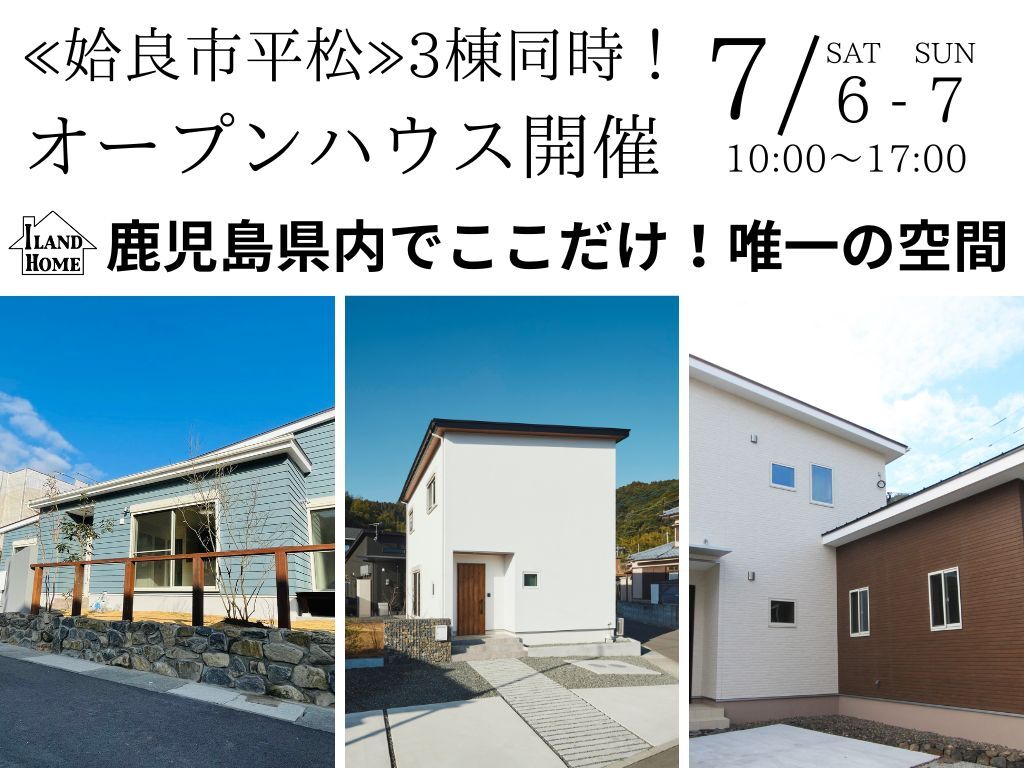 ≪姶良市平松≫3棟同時！
オープンハウス開催
7/
SAT SUN
6 - 7
10:00～17:00
ILAND
HOME
鹿児島県内でここだけ！唯一の空間